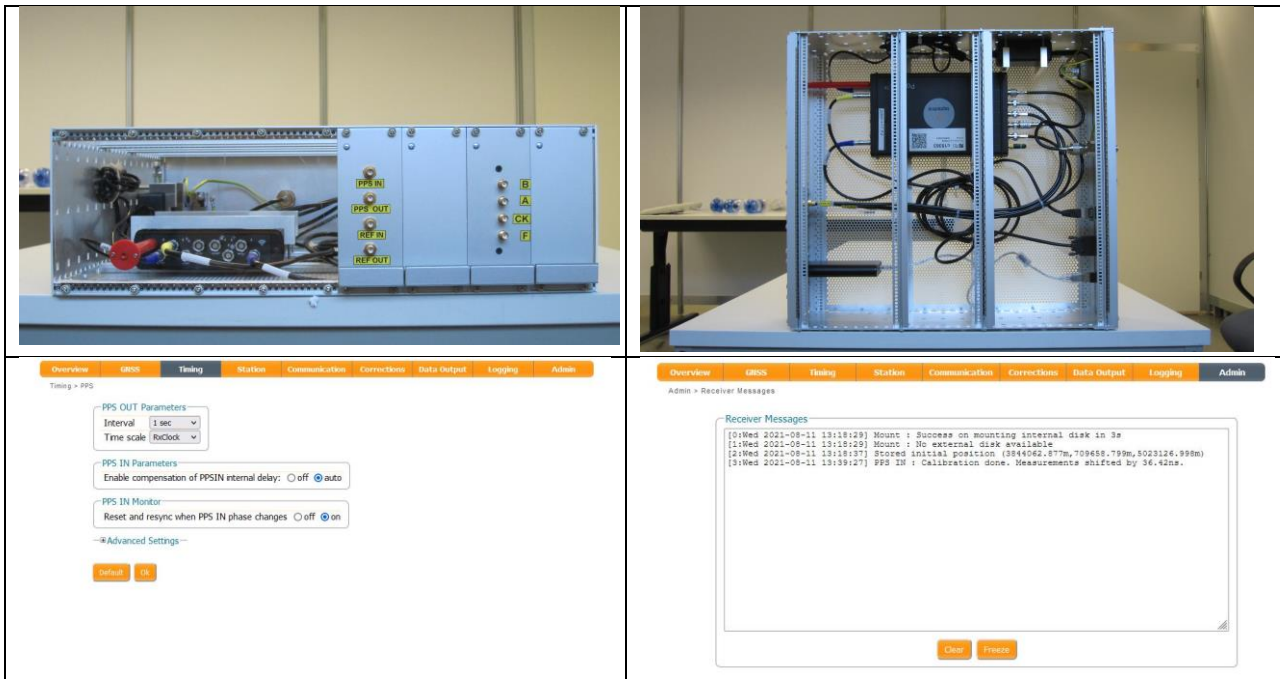 PPS IN
PPS OUT
REF IN
REF OUT
B
A
CK
F
Overview GNSS Timing Station Communication Corrections Data Output Logging Admin
Timing > PPS
PPS OUT Parameters
Interval 1 sec
Time scale RxClock
PPS IN Parameters
Enable compensation of PPSIN internal delay: off auto
PPS IN Monitor
Reset and resync when PPS IN phase changes off on
Advanced Settings
Default Ok
Overview GNSS Timing Station Communication Corrections Data Output Logging Admin
Admin > Receiver Messages
Receiver Messages
[0:Wed 2021-08-11 13:18:29] Mount : Success on mounting internal disk in 3s
[1:Wed 2021-08-11 13:18:29] Mount : No external disk available
[2:Wed 2021-08-11 13:18:37] Stored initial position (3844062.877m,709658.799m,5023126.998m)
[3:Wed 2021-08-11 13:39:27] PPS IN : Calibration done. Measurements shifted by 36.42ns.
Clear Freeze